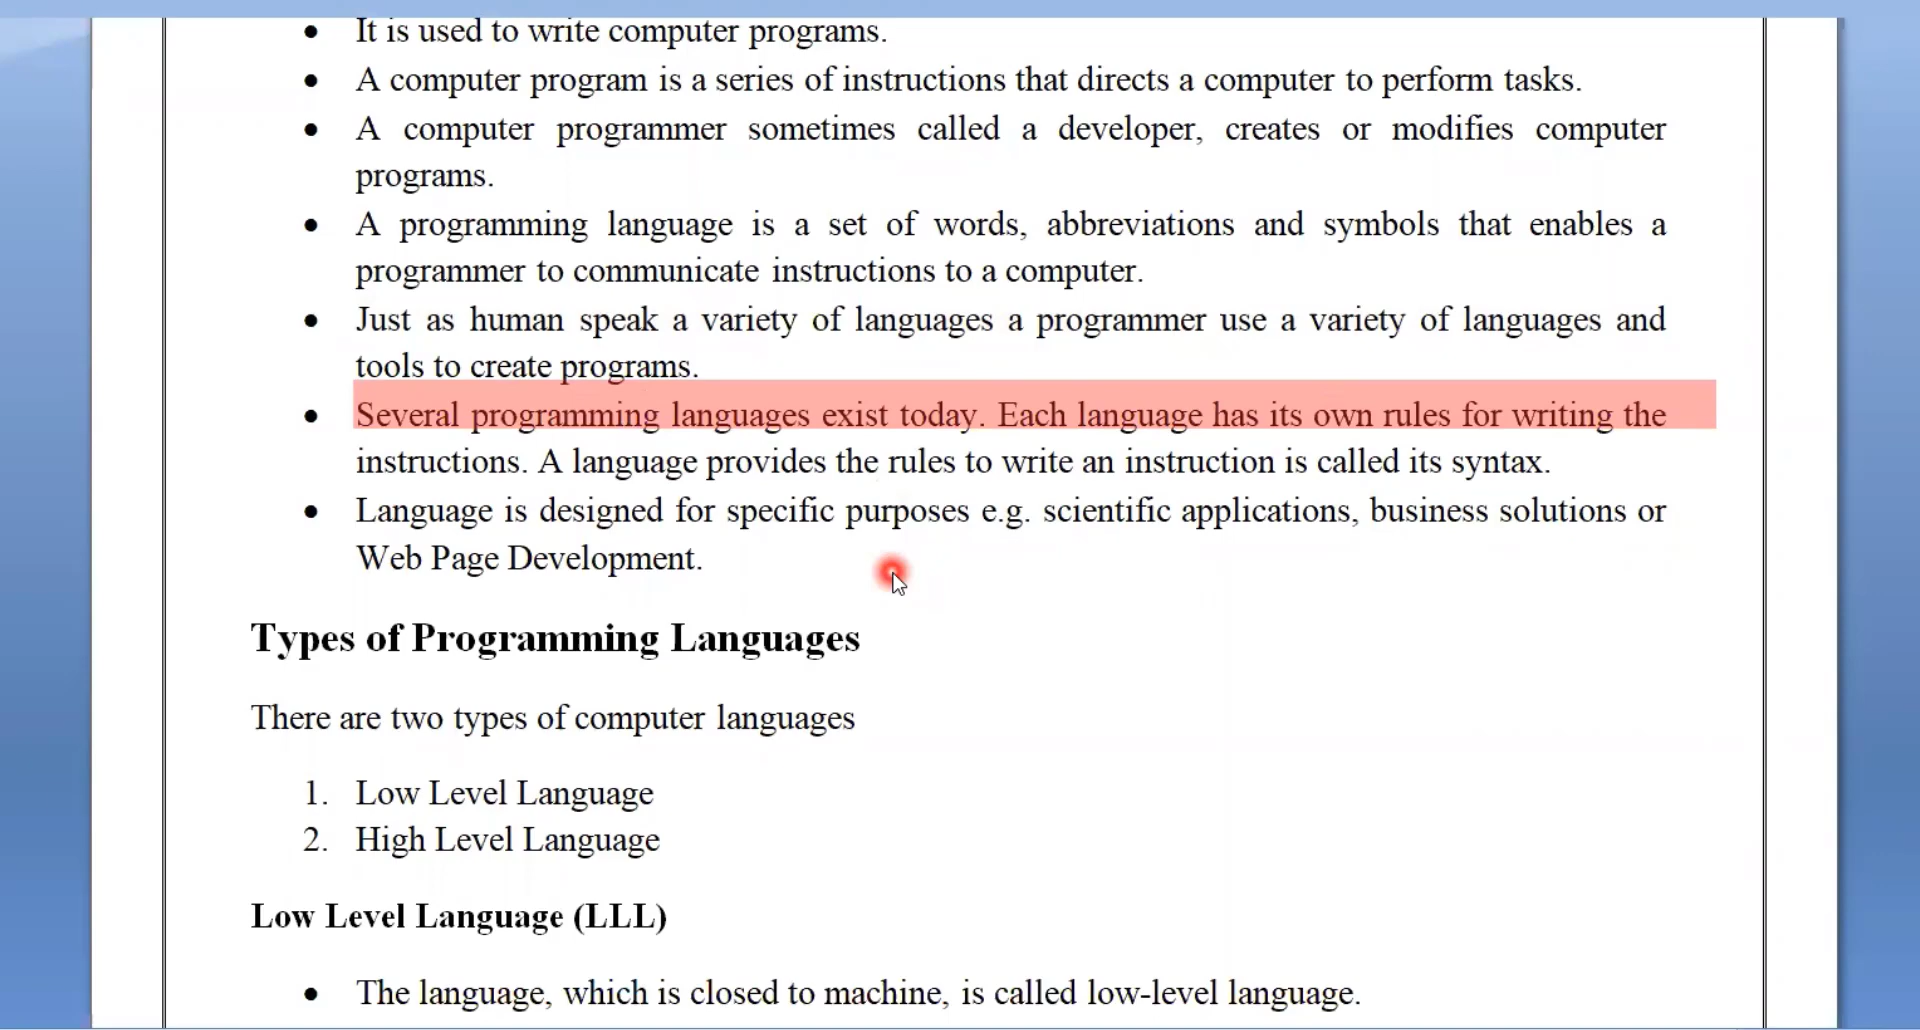 • It is used to write computer programs.
• A computer program is a series of instructions that directs a computer to perform tasks.
• A computer programmer sometimes called a developer, creates or modifies computer
programs.
• A programming language is a set of words, abbreviations and symbols that enables a
programmer to communicate instructions to a computer.
• Just as human speak a variety of languages a programmer use a variety of languages and
tools to create programs.
• Several programming languages exist today. Each language has its own rules for writing the
instructions. A language provides the rules to write an instruction is called its syntax.
• Language is designed for specific purposes e.g. scientific applications, business solutions or
Web Page Development.
Types of Programming Languages
There are two types of computer languages
1. Low Level Language
2. High Level Language
Low Level Language (LLL)
• The language, which is closed to machine, is called low-level language.